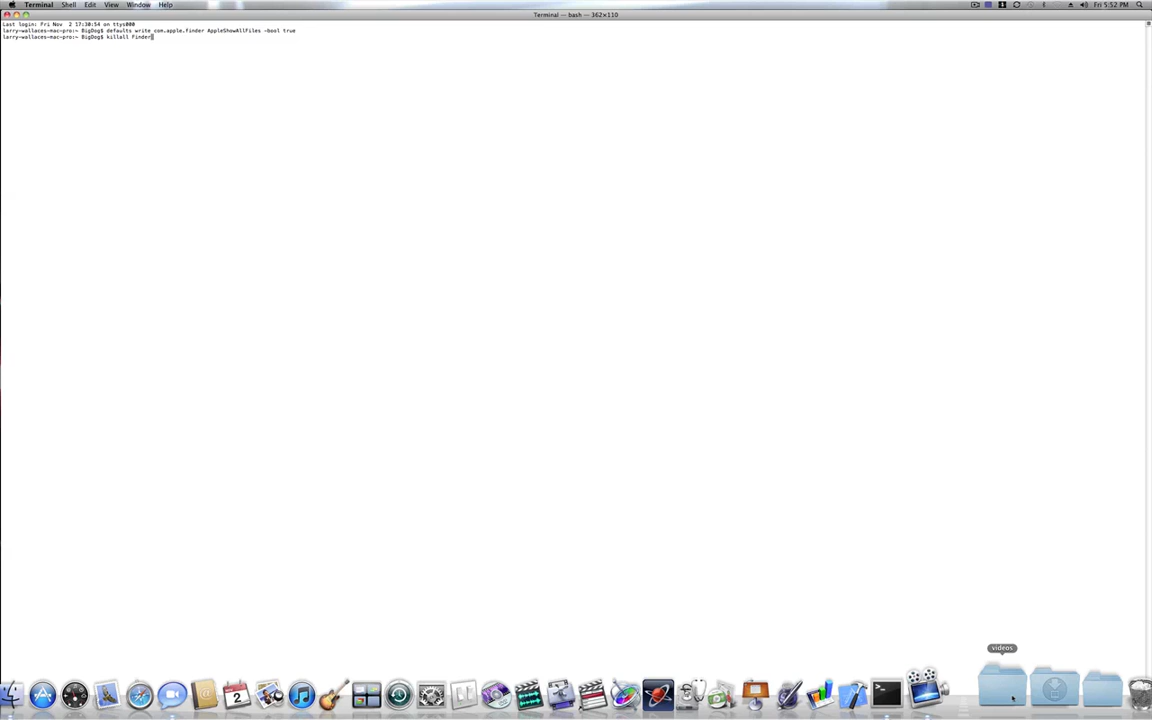 Terminal Shell Edit View Window Help Fri 5:52 PM
Terminal — bash — 362×110
Last login: Fri Nov 2 17:30:54 on ttys000
larry-wallaces-mac-pro:~ BigDog$ defaults write com.apple.finder AppleShowAllFiles -bool true
larry-wallaces-mac-pro:~ BigDog$ killall Finder
videos
2
>_